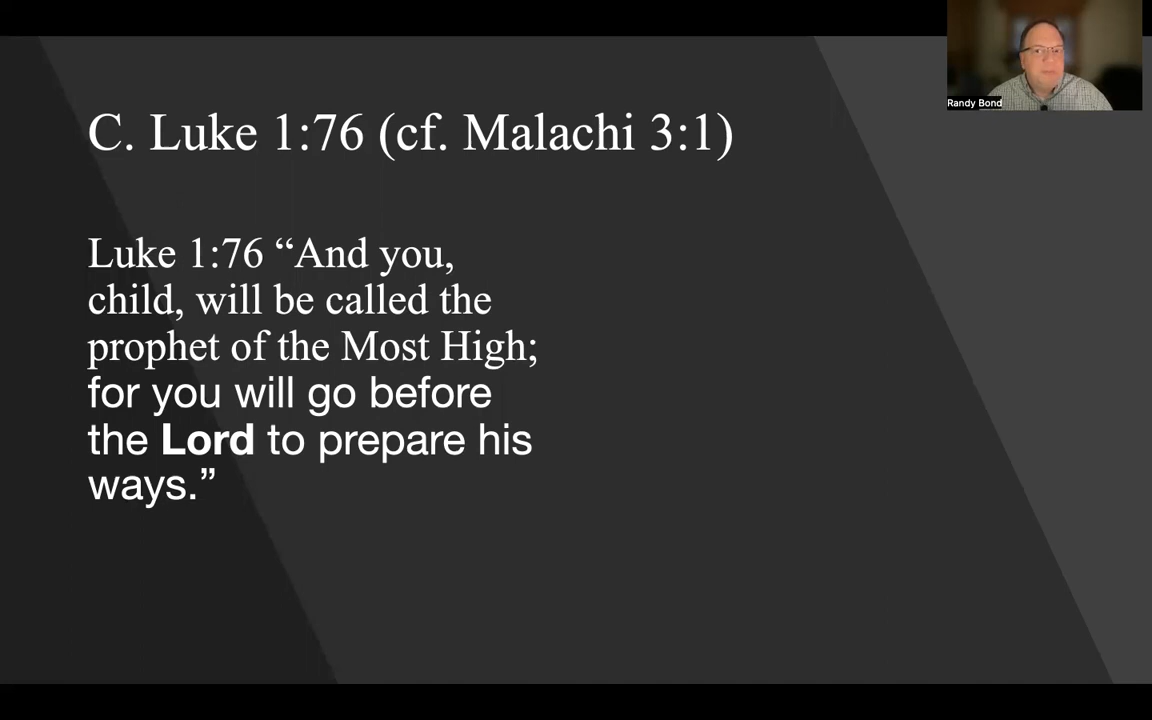 Randy Bond
C. Luke 1:76 (cf. Malachi 3:1)
Luke 1:76 “And you,
child, will be called the
prophet of the Most High;
for you will go before
the Lord to prepare his
ways.”